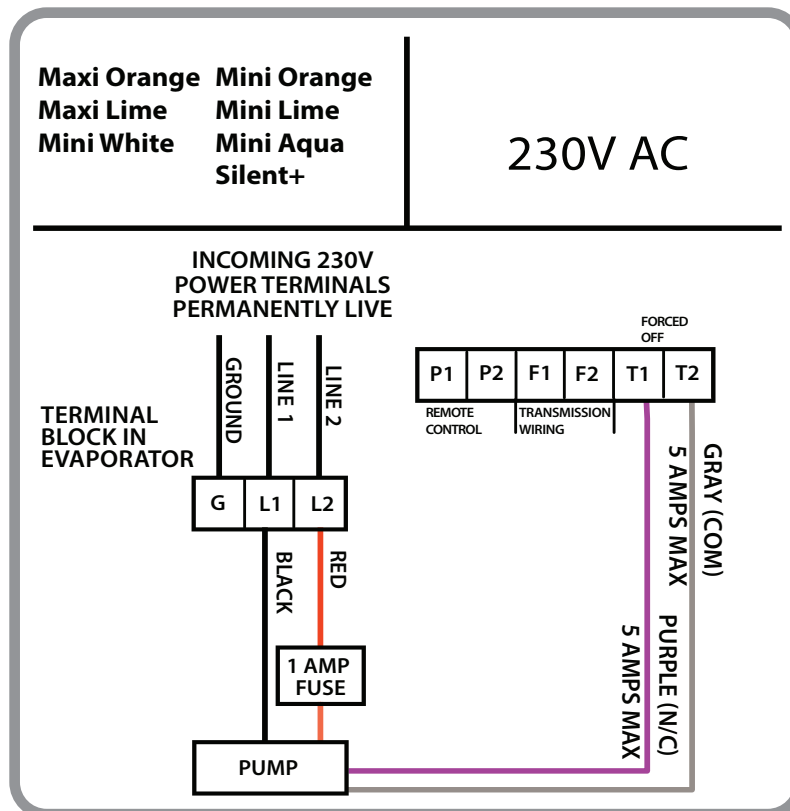 Maxi Orange Mini Orange
Maxi Lime Mini Lime
Mini White Mini Aqua
Silent+
230V AC
INCOMING 230V
POWER TERMINALS
PERMANENTLY LIVE
GROUND
LINE 1
LINE 2
TERMINAL
BLOCK IN
EVAPORATOR
G L1 L2
BLACK
RED
1 AMP
FUSE
PUMP
FORCED
OFF
P1 P2 F1 F2 T1 T2
REMOTE
CONTROL
TRANSMISSION
WIRING
GRAY (COM)
5 AMPS MAX
PURPLE (N/C)
5 AMPS MAX